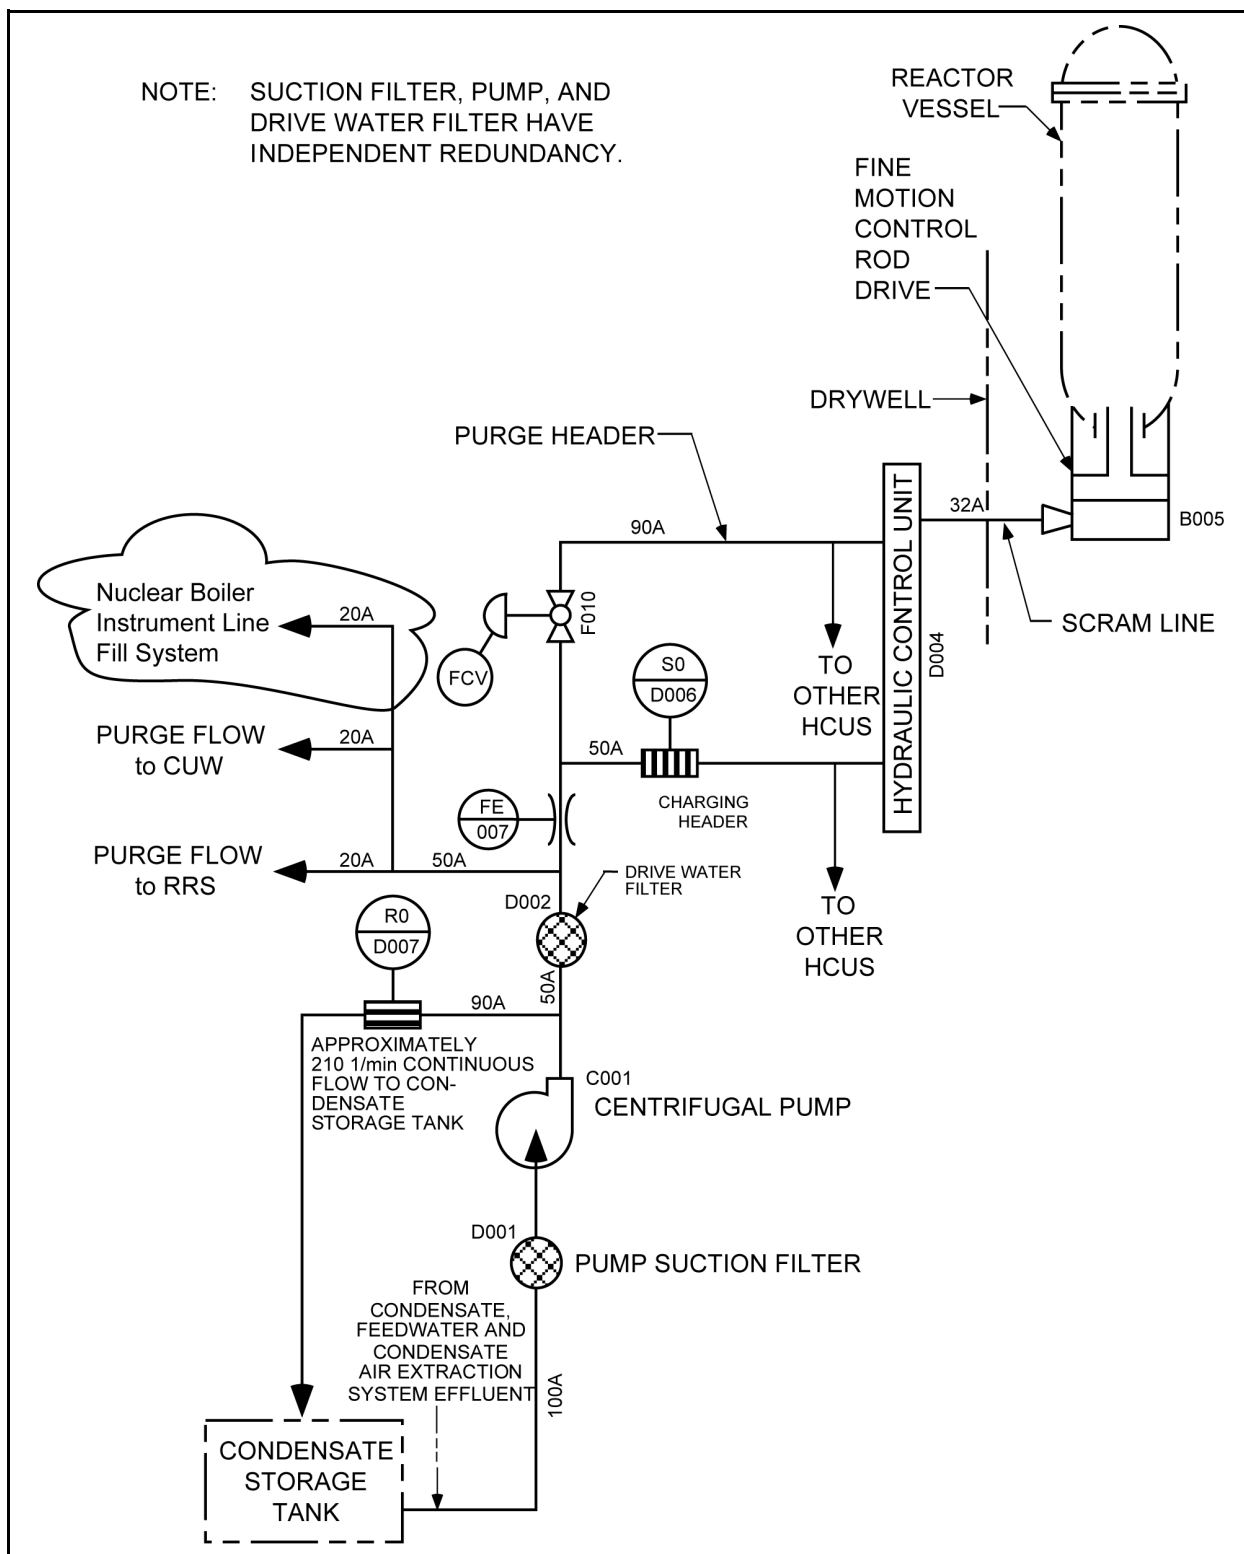 NOTE: SUCTION FILTER, PUMP, AND
DRIVE WATER FILTER HAVE
INDEPENDENT REDUNDANCY.
REACTOR
VESSEL
FINE
MOTION
CONTROL
ROD
DRIVE
DRYWELL
PURGE HEADER
90A
32A
B005
SCRAM LINE
HYDRAULIC CONTROL UNIT
D004
Nuclear Boiler
Instrument Line
Fill System
20A
F010
FCV
S0
D006
TO
OTHER
HCUS
PURGE FLOW
to CUW
20A
50A
CHARGING
HEADER
FE
007
PURGE FLOW
to RRS
20A
50A
DRIVE WATER
FILTER
D002
TO
OTHER
HCUS
R0
D007
50A
90A
APPROXIMATELY
210 1/min CONTINUOUS
FLOW TO CON-
DENSATE
STORAGE TANK
C001
CENTRIFUGAL PUMP
D001
PUMP SUCTION FILTER
FROM
CONDENSATE,
FEEDWATER AND
CONDENSATE
AIR EXTRACTION
SYSTEM EFFLUENT
100A
CONDENSATE
STORAGE
TANK